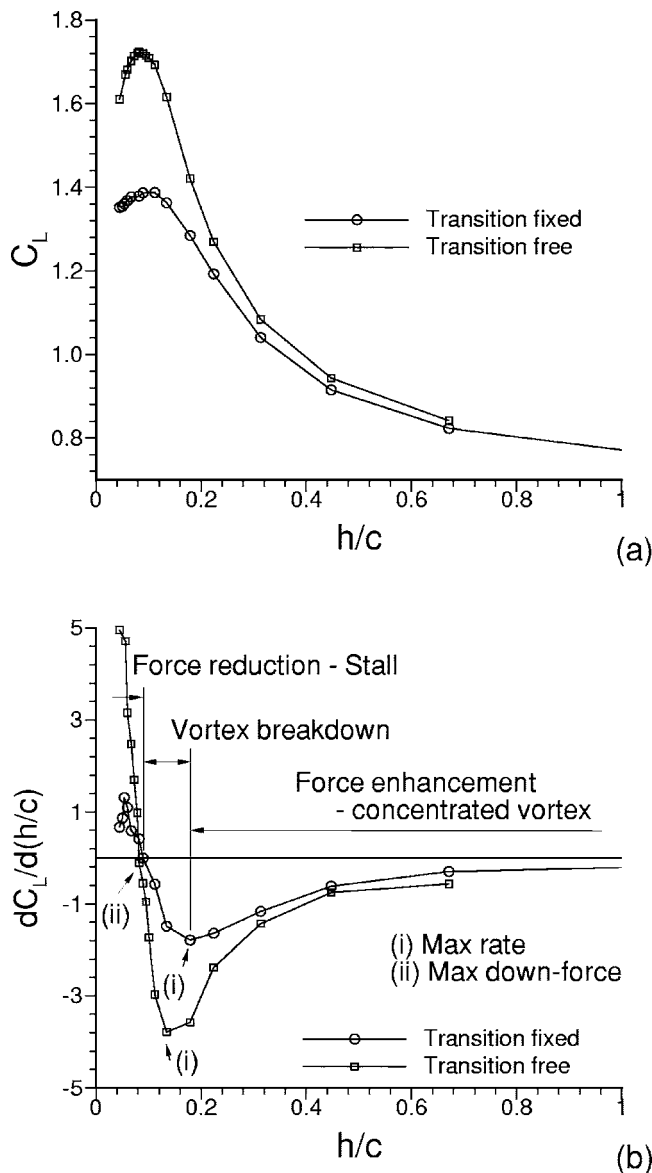 1.8
1.6
1.4
1.2
1.0
0.8
C_L
Transition fixed
Transition free
0 0.2 0.4 0.6 0.8 1
h/c
(a)
5
3
1
-1
-3
-5
dC_L/d(h/c)
Force reduction - Stall
Vortex breakdown
Force enhancement
- concentrated vortex
(ii)
(i)
(i)
(i) Max rate
(ii) Max down-force
Transition fixed
Transition free
0 0.2 0.4 0.6 0.8 1
h/c
(b)